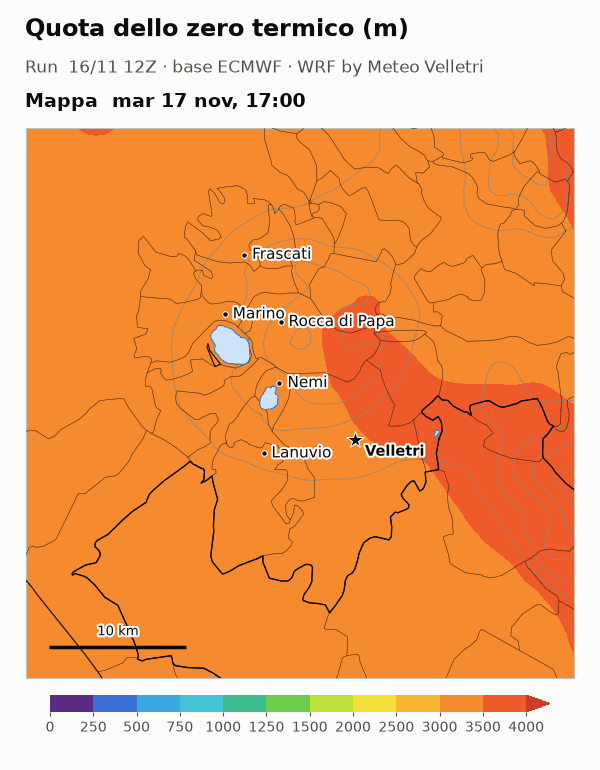 Quota dello zero termico (m)
Run  16/11 12Z · base ECMWF · WRF by Meteo Velletri
Mappa  mar 17 nov, 17:00
Frascati
Marino
Rocca di Papa
Nemi
Velletri
Lanuvio
10 km
0 250 500 750 1000 1250 1500 1750 2000 2500 3000 3500 4000